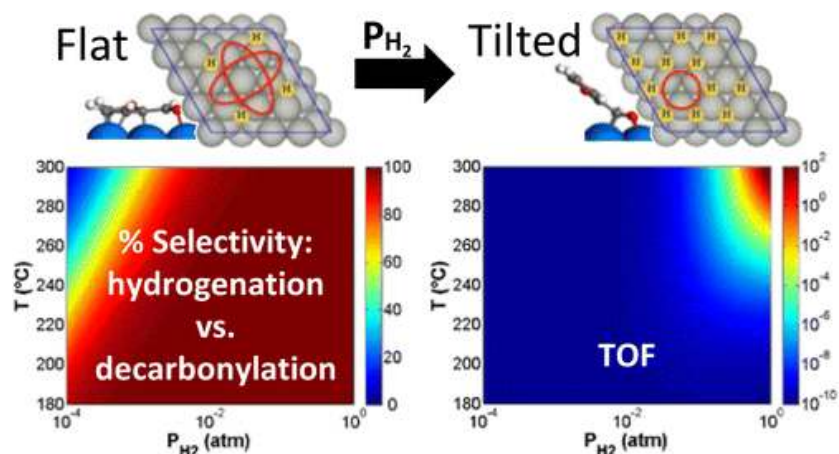 Flat
P_H2
Tilted
H
H
H
H
H
H H
H H
H H H
H
H H
% Selectivity:
hydrogenation
vs.
decarbonylation
T (°C)
300
280
260
240
220
200
180
10^-4
10^-2
10^0
P_H2 (atm)
100
80
60
40
20
0
TOF
T (°C)
300
280
260
240
220
200
180
10^-4
10^-2
10^0
P_H2 (atm)
10^2
10^0
10^-2
10^-4
10^-6
10^-8
10^-10